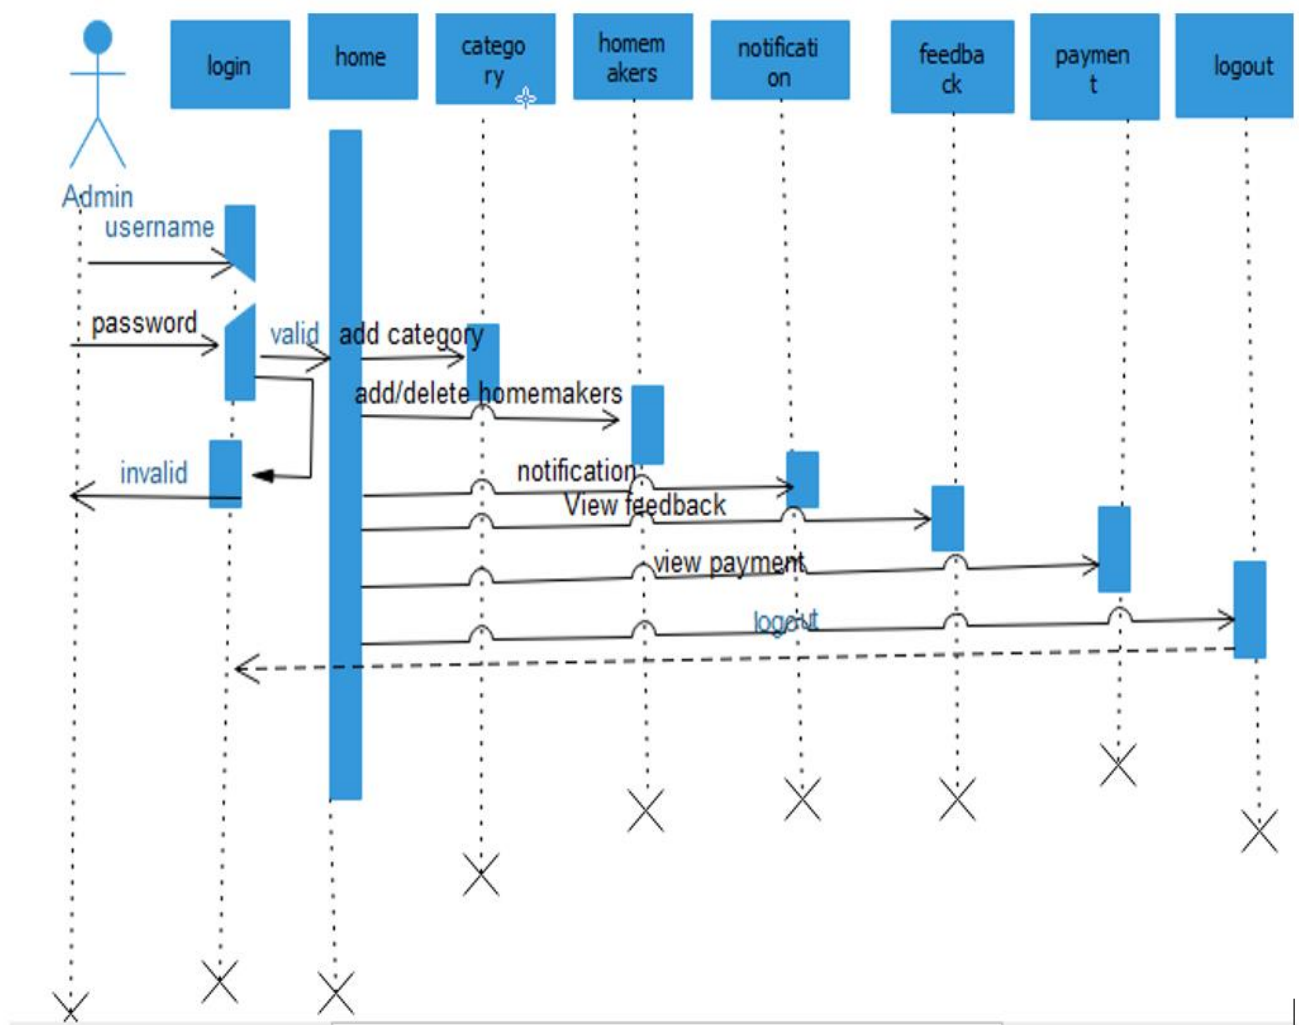 login
home
catego
ry
homem
akers
notificati
on
feedba
ck
paymen
t
logout
Admin
username
password
valid
add category
add/delete homemakers
invalid
notification
View feedback
view payment
logout